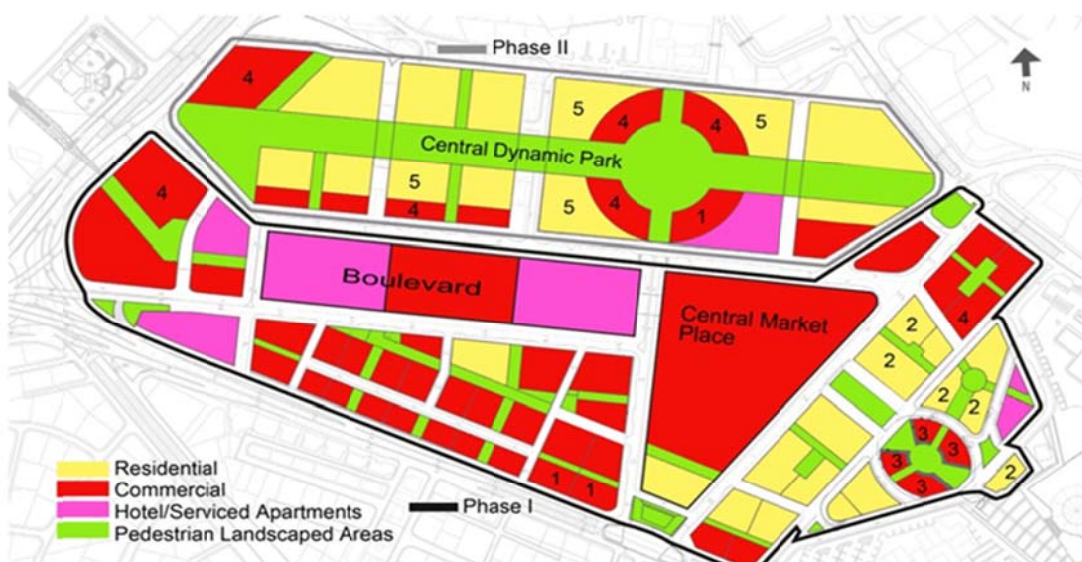 Phase II
N
4
5
4
4
5
Central Dynamic Park
5
4
5
4
1
4
Boulevard
Central Market
Place
4
2
2
2
2
3
3
3
3
2
1
1
Residential
Commercial
Hotel/Serviced Apartments
Pedestrian Landscaped Areas
Phase I